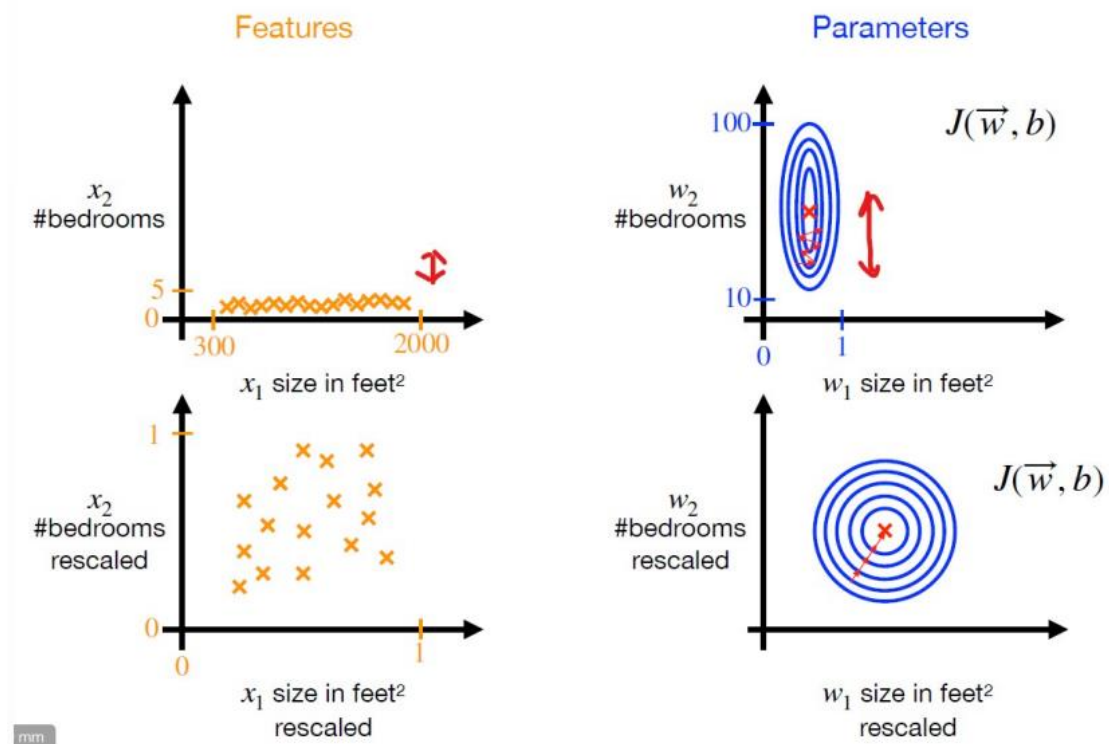 Features
x₂
#bedrooms
5
0
300
2000
x₁ size in feet²
Parameters
J(w⃗, b)
100
w₂
#bedrooms
10
0
1
w₁ size in feet²
1
x₂
#bedrooms
rescaled
0
0
1
x₁ size in feet²
rescaled
J(w⃗, b)
w₂
#bedrooms
rescaled
w₁ size in feet²
rescaled
mm